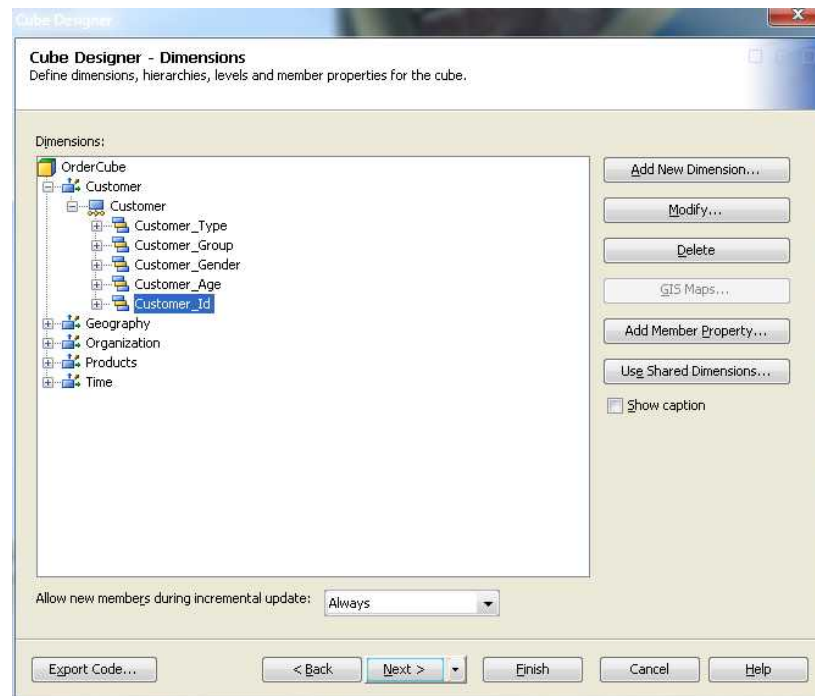 Cube Designer
Cube Designer - Dimensions
Define dimensions, hierarchies, levels and member properties for the cube.
Dimensions:
OrderCube
Customer
Customer
Customer_Type
Customer_Group
Customer_Gender
Customer_Age
Customer_Id
Geography
Organization
Products
Time
Add New Dimension...
Modify...
Delete
GIS Maps...
Add Member Property...
Use Shared Dimensions...
Show caption
Allow new members during incremental update: Always
Export Code... < Back Next > Finish Cancel Help